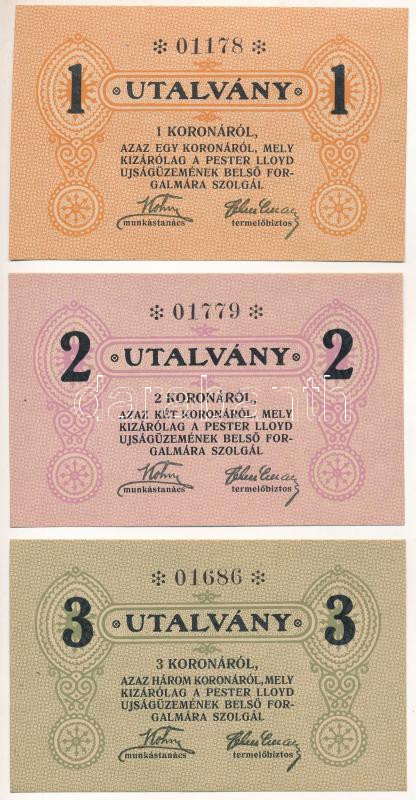 ✻ 01178 ✻
1 UTALVÁNY 1
1 KORONÁRÓL,
AZAZ EGY KORONÁRÓL, MELY
KIZÁRÓLAG A PESTER LLOYD
UJSÁGÜZEMÉNEK BELSŐ FOR-
GALMÁRA SZOLGÁL
munkástanács termelőbiztos
✻ 01779 ✻
2 UTALVÁNY 2
2 KORONÁRÓL,
AZAZ KÉT KORONÁRÓL, MELY
KIZÁRÓLAG A PESTER LLOYD
UJSÁGÜZEMÉNEK BELSŐ FOR-
GALMÁRA SZOLGÁL
munkástanács termelőbiztos
darabanth
✻ 01686 ✻
3 UTALVÁNY 3
3 KORONÁRÓL,
AZAZ HÁROM KORONÁRÓL, MELY
KIZÁRÓLAG A PESTER LLOYD
UJSÁGÜZEMÉNEK BELSŐ FOR-
GALMÁRA SZOLGÁL
munkástanács termelőbiztos